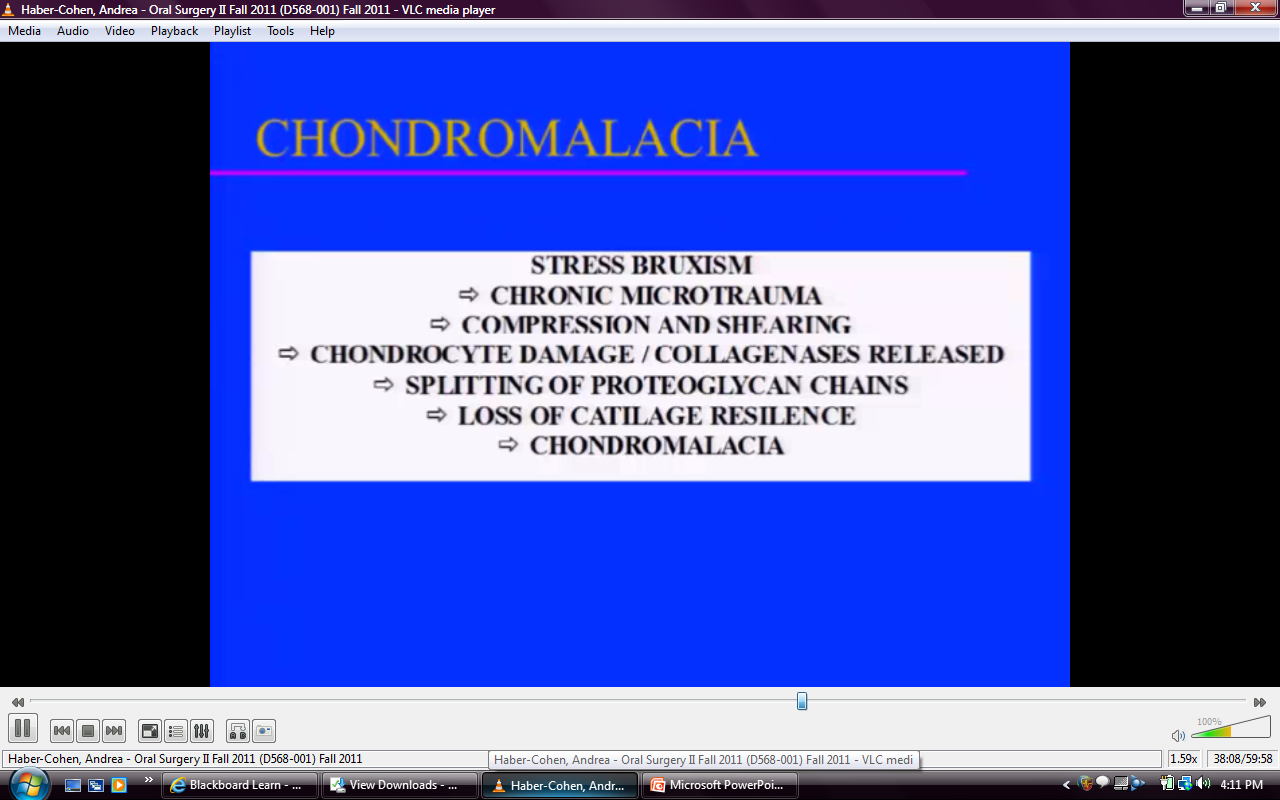 Haber-Cohen, Andrea - Oral Surgery II Fall 2011 (D568-001) Fall 2011 - VLC media player
Media Audio Video Playback Playlist Tools Help
CHONDROMALACIA
STRESS BRUXISM
⇨ CHRONIC MICROTRAUMA
⇨ COMPRESSION AND SHEARING
⇨ CHONDROCYTE DAMAGE / COLLAGENASES RELEASED
⇨ SPLITTING OF PROTEOGLYCAN CHAINS
⇨ LOSS OF CATILAGE RESILENCE
⇨ CHONDROMALACIA
100%
Haber-Cohen, Andrea - Oral Surgery II Fall 2011 (D568-001) Fall 2011
Haber-Cohen, Andrea - Oral Surgery II Fall 2011 (D568-001) Fall 2011 - VLC medi
1.59x 38:08/59:58
Blackboard Learn - ... View Downloads - ... Haber-Cohen, Andr... Microsoft PowerPoi... 4:11 PM